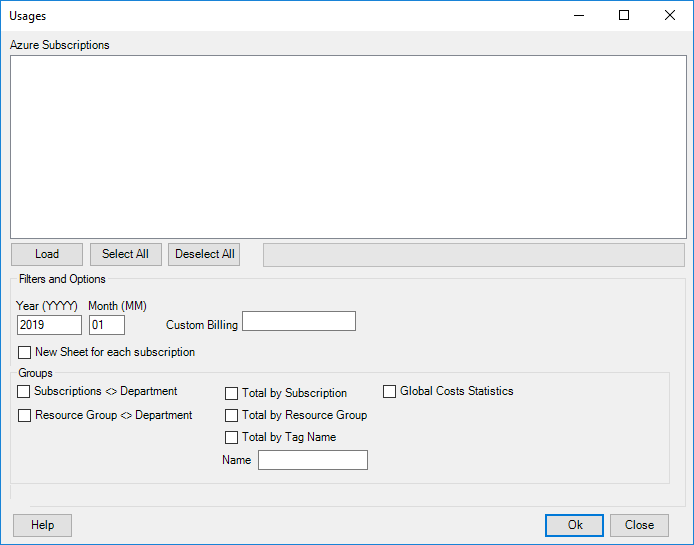 Usages
Azure Subscriptions
Load Select All Deselect All
Filters and Options
Year (YYYY) Month (MM)
2019 01 Custom Billing
New Sheet for each subscription
Groups
Subscriptions <> Department Total by Subscription Global Costs Statistics
Resource Group <> Department Total by Resource Group
Total by Tag Name
Name
Help Ok Close